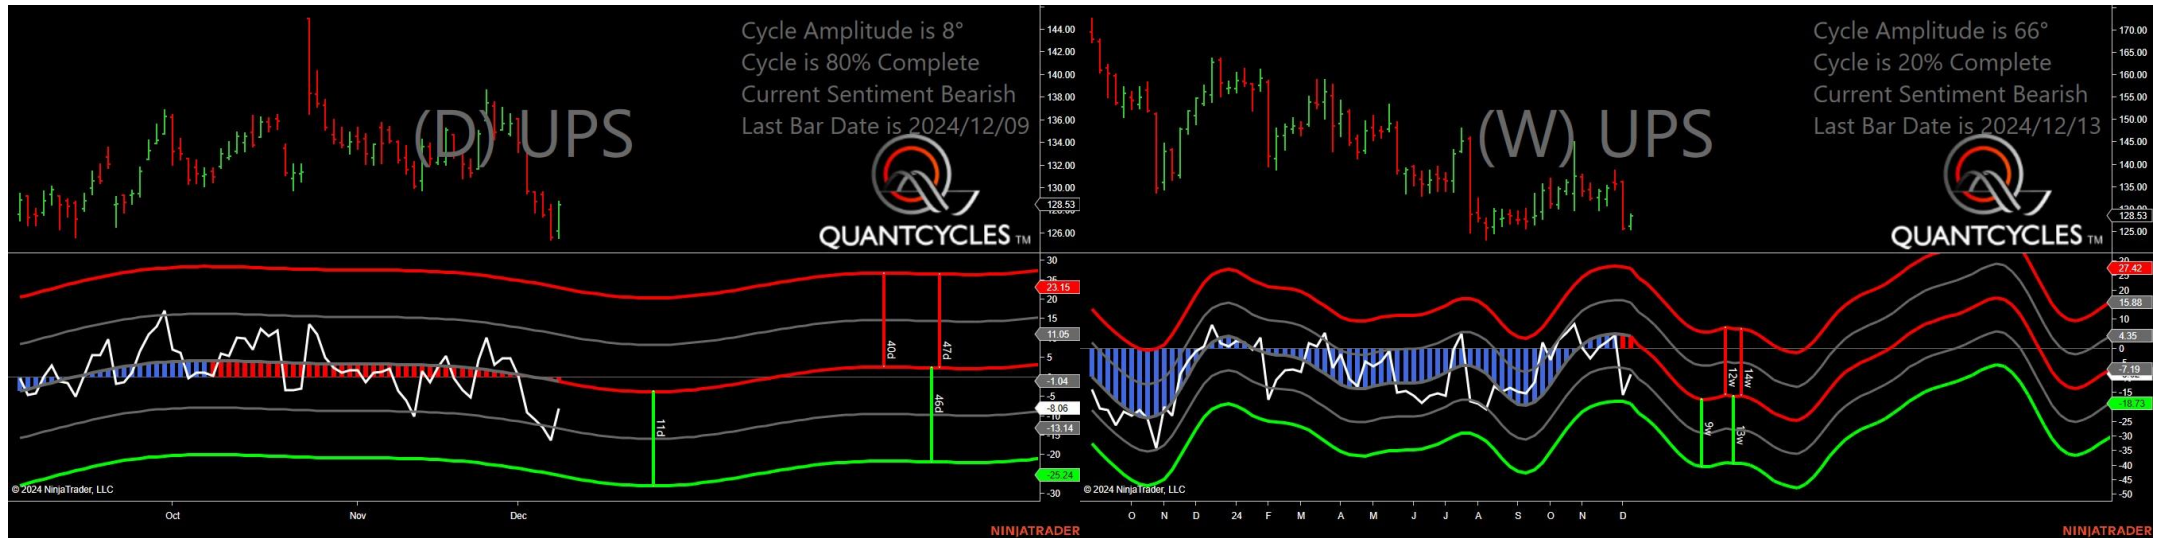 Cycle Amplitude is 8°
Cycle is 80% Complete
Current Sentiment Bearish
Last Bar Date is 2024/12/09
(D) UPS
QUANTCYCLES TM
144.00
142.00
140.00
138.00
136.00
134.00
132.00
130.00
128.53
126.00
30
23.15
20
15
11.05
5
-1.04
-5
-8.06
-13.14
-20
-25.24
-30
40d
47d
46d
11d
© 2024 NinjaTrader, LLC
Oct
Nov
Dec
NINJATRADER
Cycle Amplitude is 66°
Cycle is 20% Complete
Current Sentiment Bearish
Last Bar Date is 2024/12/13
(W) UPS
QUANTCYCLES TM
170.00
165.00
160.00
155.00
150.00
145.00
140.00
135.00
130.00
128.53
125.00
27.42
25
20
15.88
10
4.35
0
-5
-7.19
-15
-18.73
-25
-30
-35
-40
-45
-50
12w
14w
9w
13w
© 2024 NinjaTrader, LLC
O N D 24 F M A M J J A S O N D
NINJATRADER